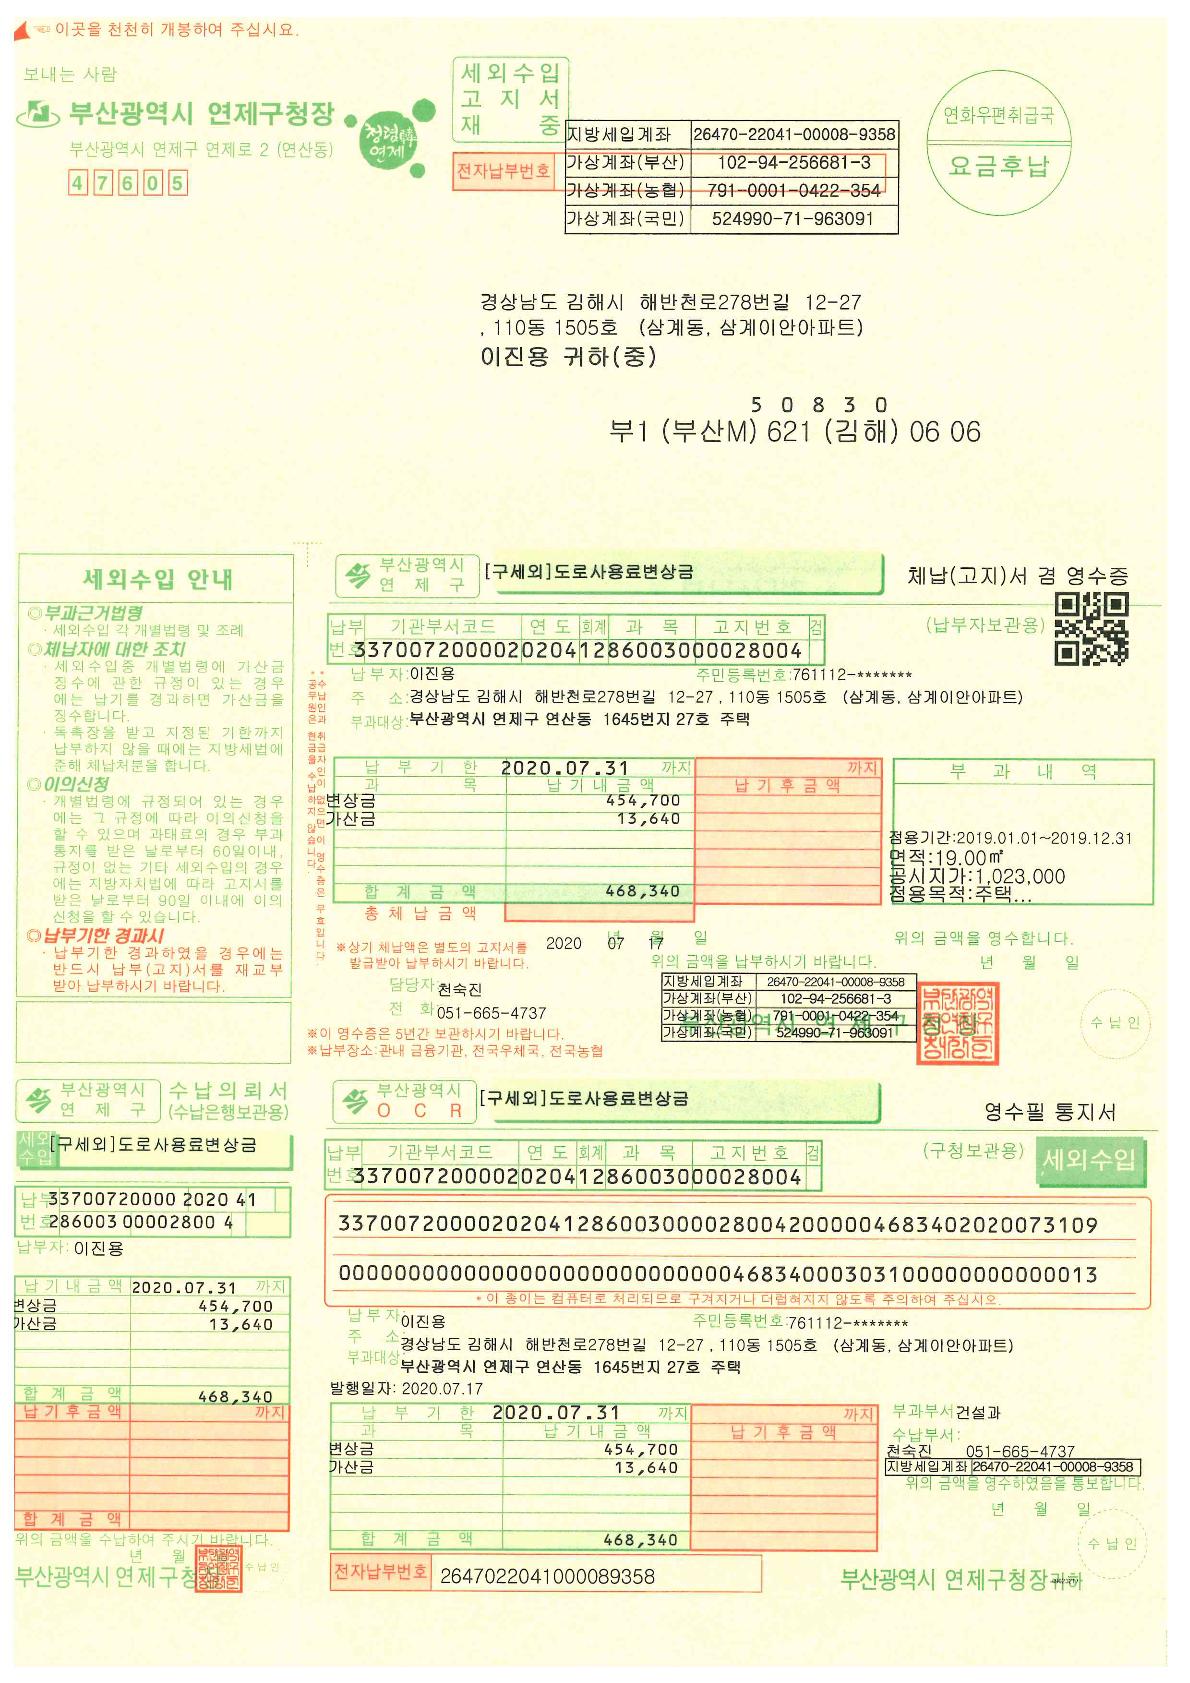 ☜ 이곳을 천천히 개봉하여 주십시요.
보내는 사람
부산광역시 연제구청장
부산광역시 연제구 연제로 2 (연산동)
47605
청렴
연제
세외수입
고지서
재중
전자납부번호
지방세입계좌 26470-22041-00008-9358
가상계좌(부산) 102-94-256681-3
가상계좌(농협) 791-0001-0422-354
가상계좌(국민) 524990-71-963091
연화우편취급국
요금후납
경상남도 김해시 해반천로278번길 12-27
, 110동 1505호 (삼계동, 삼계이안아파트)
이진용 귀하(중)
5 0 8 3 0
부1 (부산M) 621 (김해) 06 06
세외수입 안내
◎부과근거법령
· 세외수입 각 개별법령 및 조례
◎체납자에 대한 조치
· 세외수입중 개별법령에 가산금
징수에 관한 규정이 있는 경우
에는 납기를 경과하면 가산금을
징수합니다.
· 독촉장을 받고 지정된 기한까지
납부하지 않을 때에는 지방세법에
준해 체납처분을 합니다.
◎이의신청
· 개별법령에 규정되어 있는 경우
에는 그 규정에 따라 이의신청을
할 수 있으며 과태료의 경우 부과
통지를 받은 날로부터 60일이내,
규정이 없는 기타 세외수입의 경우
에는 지방자치법에 따라 고지서를
받은 날로부터 90일 이내에 이의
신청을 할 수 있습니다.
◎납부기한 경과시
· 납부기한 경과하였을 경우에는
반드시 납부(고지)서를 재교부
받아 납부하시기 바랍니다.
부산광역시
연제구
[구세외]도로사용료변상금
체납(고지)서 겸 영수증
(납부자보관용)
납부 기관부서코드 연도 회계 과목 고지번호 검
번호 3370072000020204128600300002800​4
납부자:이진용 주민등록번호:761112-*******
주 소:경상남도 김해시 해반천로278번길 12-27 , 110동 1505호 (삼계동, 삼계이안아파트)
부과대상:부산광역시 연제구 연산동 1645번지 27호 주택
납부기한 2020.07.31 까지 까지
과 목 납기내금액 납기후금액
변상금 454,700
가산금 13,640
합계금액 468,340
총체납금액
부과내역
점용기간:2019.01.01~2019.12.31
면적:19.00㎡
공시지가:1,023,000
점용목적:주택...
※상기 체납액은 별도의 고지서를
발급받아 납부하시기 바랍니다.
2020년 07월 17일
위의 금액을 납부하시기 바랍니다.
위의 금액을 영수합니다.
년 월 일
담당자 천숙진
전 화 051-665-4737
지방세입계좌 26470-22041-00008-9358
가상계좌(부산) 102-94-256681-3
가상계좌(농협) 791-0001-0422-354
가상계좌(국민) 524990-71-963091
부산광역시 연제구청장
수납인
※이 영수증은 5년간 보관하시기 바랍니다.
※납부장소:관내 금융기관, 전국우체국, 전국농협
부산광역시
연제구
수납의뢰서
(수납은행보관용)
세외수입
[구세외]도로사용료변상금
납부 33700720000 2020 41
번호 286003 00002800 4
납부자: 이진용
납기내금액 2020.07.31 까지
변상금 454,700
가산금 13,640
합계금액 468,340
납기후금액 까지
합계금액
위의 금액을 수납하여 주시기 바랍니다.
년 월
부산광역시 연제구청장
수납인
부산광역시
O C R
[구세외]도로사용료변상금
영수필 통지서
(구청보관용)
세외수입
납부 기관부서코드 연도 회계 과목 고지번호 검
번호 33700720000202041286003000028004
337007200002020412860030000280042000004683402020073109
000000000000000000000000000046834000303100000000000013
* 이 종이는 컴퓨터로 처리되므로 구겨지거나 더럽혀지지 않도록 주의하여 주십시오.
납부자:이진용 주민등록번호:761112-*******
주 소:경상남도 김해시 해반천로278번길 12-27 , 110동 1505호 (삼계동, 삼계이안아파트)
부과대상:부산광역시 연제구 연산동 1645번지 27호 주택
발행일자: 2020.07.17
납부기한 2020.07.31 까지 까지
과 목 납기내금액 납기후금액
변상금 454,700
가산금 13,640
합계금액 468,340
부과부서 건설과
수납부서:
천숙진 051-665-4737
지방세입계좌 26470-22041-00008-9358
위의 금액을 영수하였음을 통보합니다.
년 월 일
수납인
전자납부번호 2647022041000089358
부산광역시 연제구청장귀하